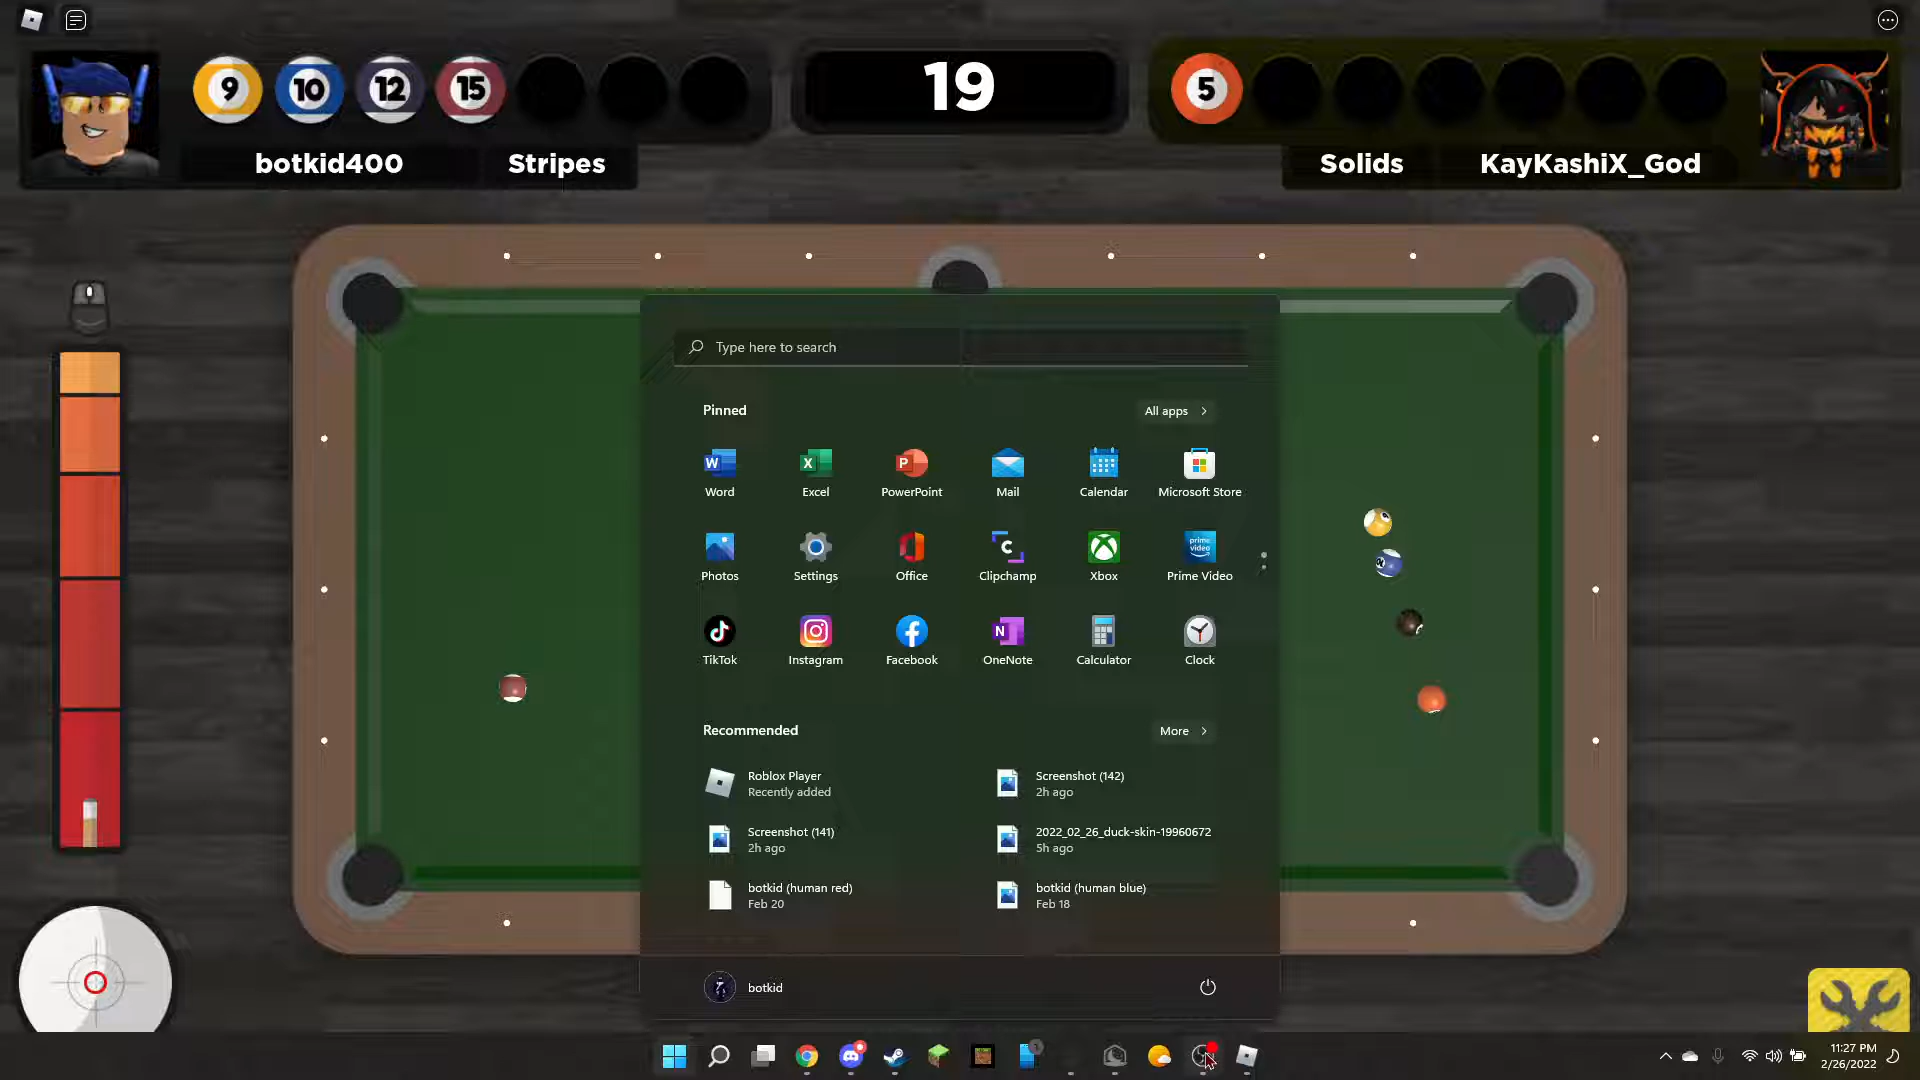 9 10 12 15
19
5
botkid400 Stripes
Solids KayKashiX_God
Type here to search
Pinned
All apps
Word Excel PowerPoint Mail Calendar Microsoft Store
prime video
Photos Settings Office Clipchamp Xbox Prime Video
TikTok Instagram Facebook OneNote Calculator Clock
Recommended
More
Roblox Player
Recently added
Screenshot (142)
2h ago
Screenshot (141)
2h ago
2022_02_26_duck-skin-19960672
5h ago
botkid (human red)
Feb 20
botkid (human blue)
Feb 18
botkid
11:27 PM
2/26/2022